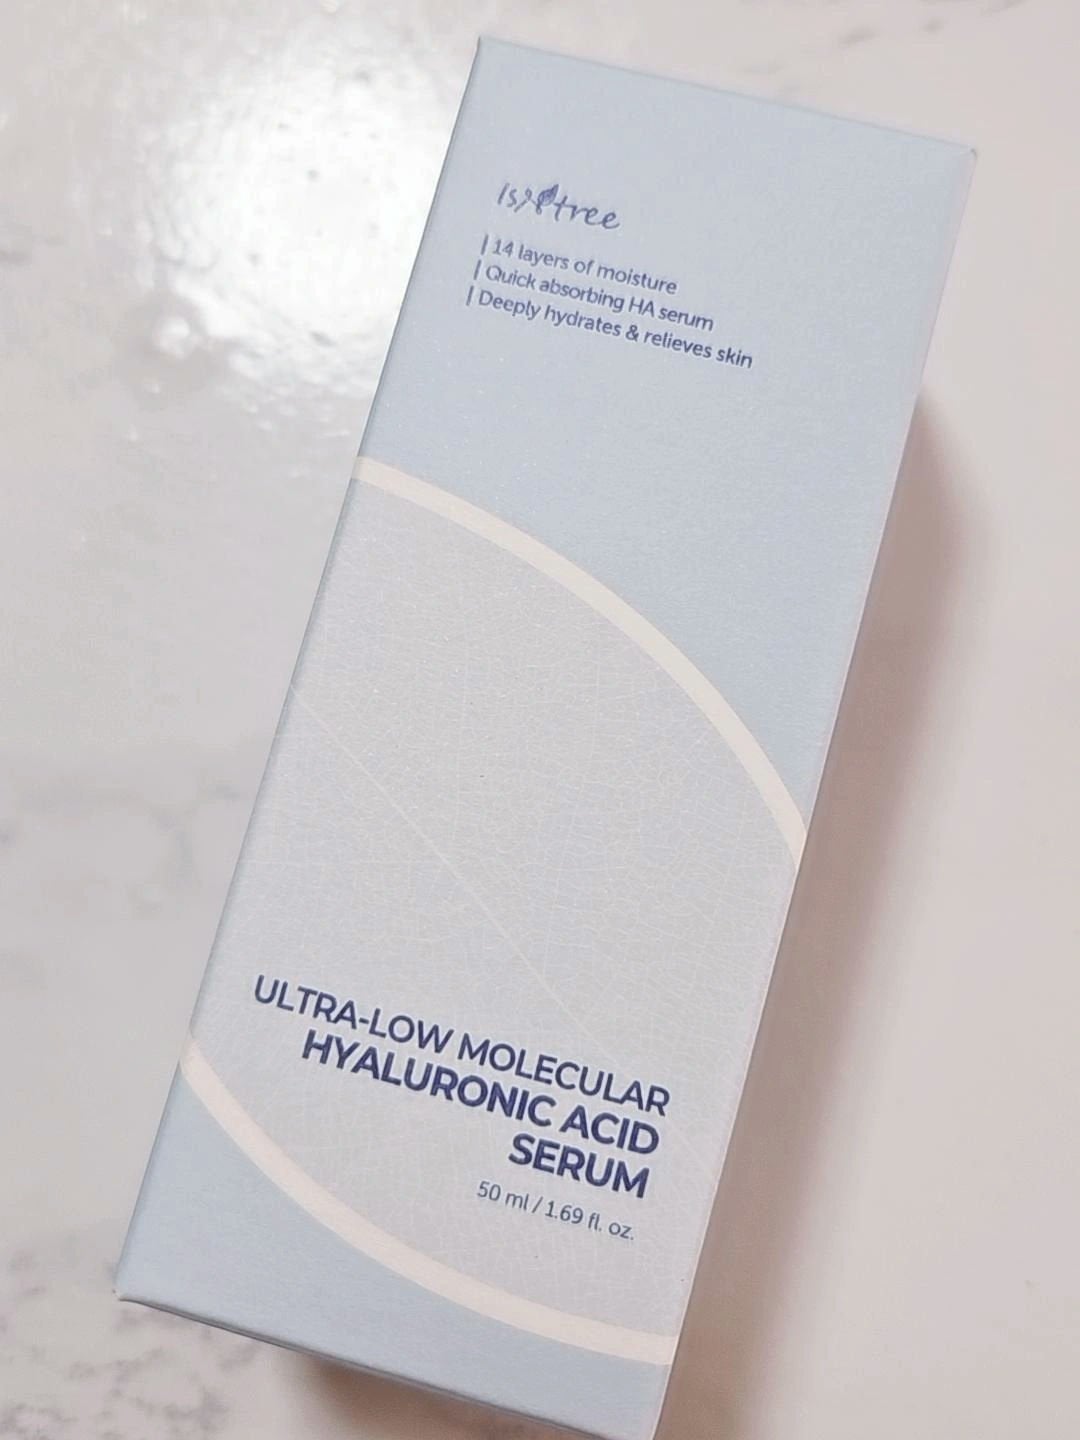 Isntree
| 14 layers of moisture
| Quick absorbing HA serum
| Deeply hydrates & relieves skin
ULTRA-LOW MOLECULAR
HYALURONIC ACID
SERUM
50 ml / 1.69 fl. oz.